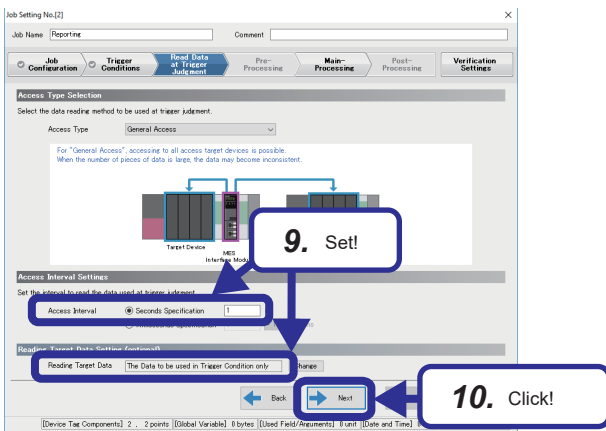 Job Setting No.[2]
Job Name Reporting Comment
Job Configuration Trigger Conditions Read Data at Trigger Judgment Pre-Processing Main-Processing Post-Processing Verification Settings
Access Type Selection
Select the data reading method to be used at trigger judgment.
Access Type General Access
For "General Access", accessing to all access target devices is possible.
When the number of pieces of data is large, the data may become inconsistent.
Target Device
MES
9. Set!
Access Interval Settings
Set the interval to read the data used at trigger judgment.
Access Interval Seconds Specification 1
Reading Target Data Setting (optional)
Reading Target Data The Data to be used in Trigger Condition only Change
Back Next
10. Click!
[Device Tag Components] 2 , 2 points [Global Variable] 0 bytes [Used Field/Arguments] 0 unit [Date and Time]